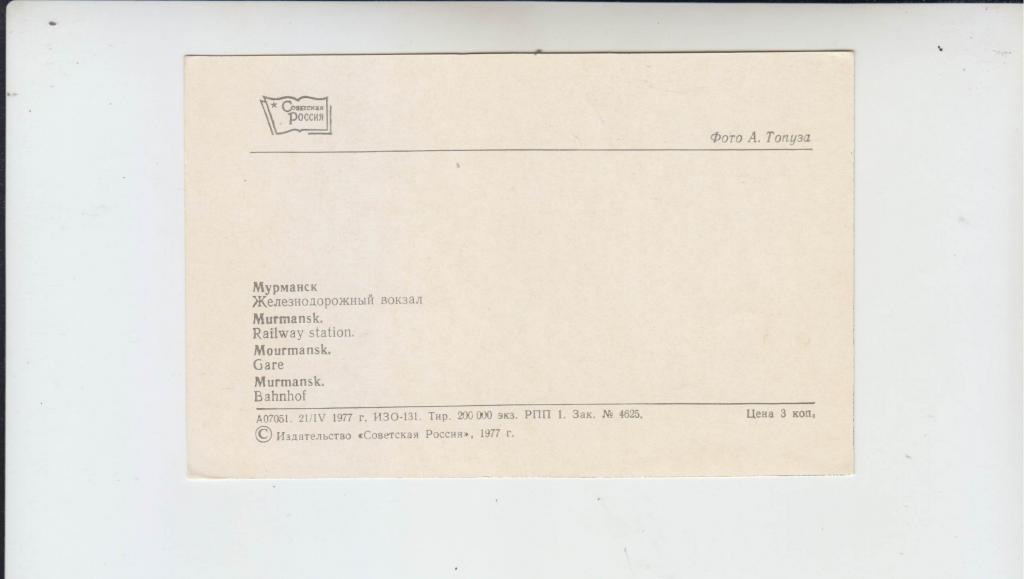 Советская
Россия
Фото А. Топуза
Мурманск
Железнодорожный вокзал
Murmansk.
Railway station.
Mourmansk.
Gare
Murmansk.
Bahnhof
А07051. 21/IV 1977 г. ИЗО-131. Тир. 200 000 экз. РПП 1. Зак. № 4625. Цена 3 коп.
© Издательство «Советская Россия», 1977 г.